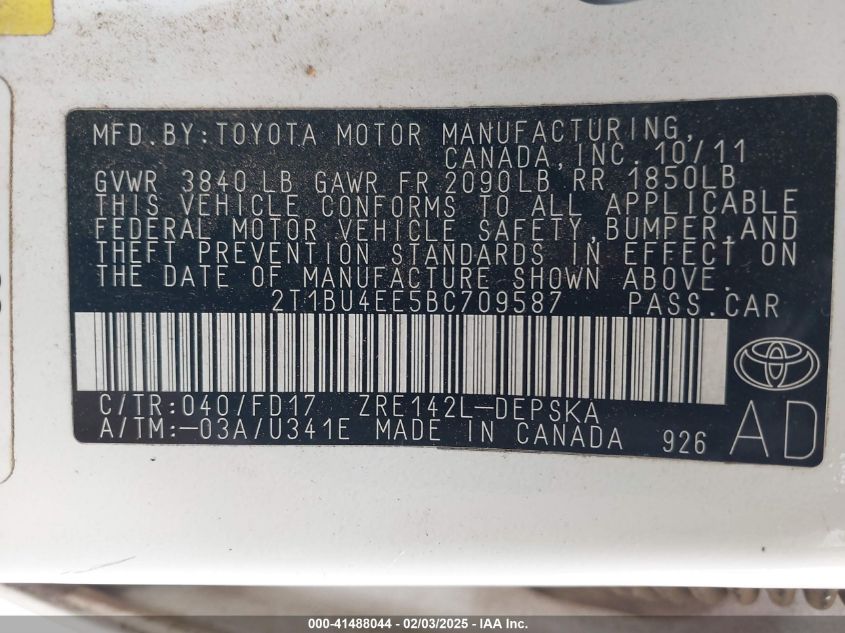 MFD.BY:TOYOTA MOTOR MANUFACTURING,
CANADA,INC. 10/11
GVWR 3840 LB GAWR FR 2090LB RR 1850LB
THIS VEHICLE CONFORMS TO ALL APPLICABLE
FEDERAL MOTOR VEHICLE SAFETY,BUMPER,AND
THEFT PREVENTION STANDARDS IN EFFECT ON
THE DATE OF MANUFACTURE SHOWN ABOVE.
2T1BU4EE5BC709587 PASS.CAR
C/TR:040/FD17 ZRE142L-DEPSKA
A/TM:-03A/U341E MADE IN CANADA 926 AD
000-41488044 — 02/03/2025 — IAA Inc.